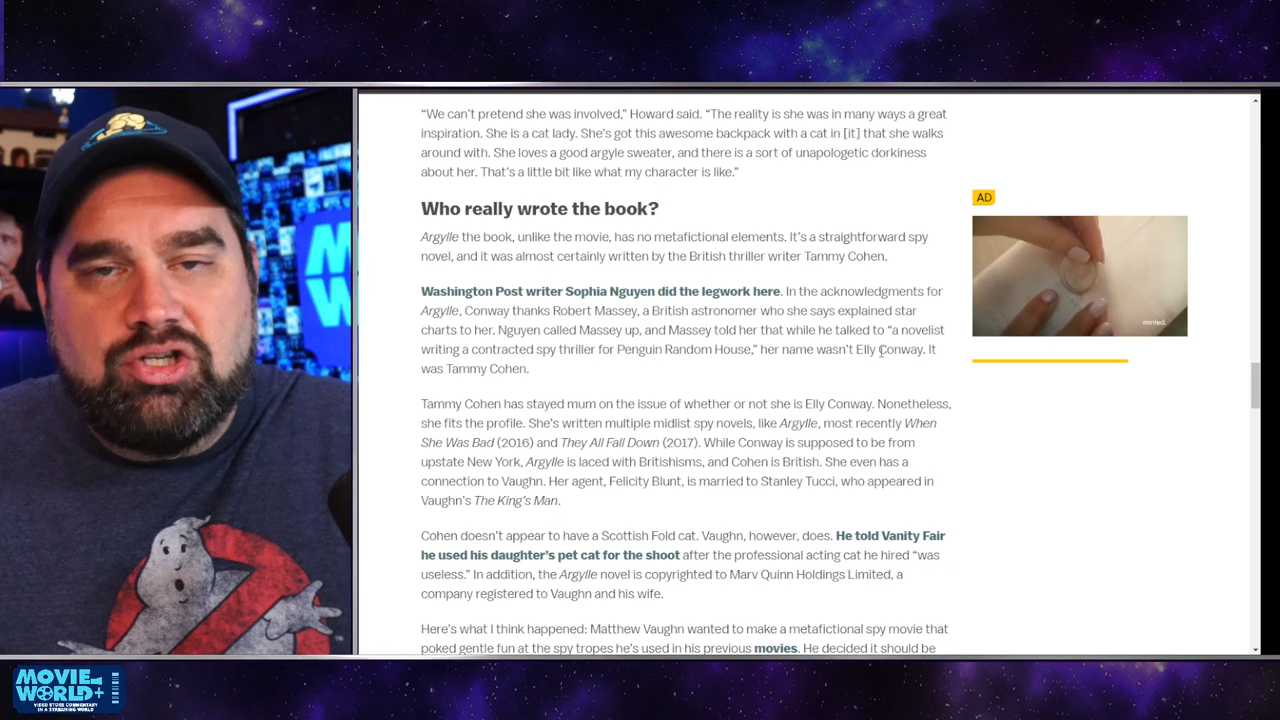 “We can’t pretend she was involved,” Howard said. “The reality is she was in many ways a great
inspiration. She is a cat lady. She’s got this awesome backpack with a cat in [it] that she walks
around with. She loves a good argyle sweater, and there is a sort of unapologetic dorkiness
about her. That’s a little bit like what my character is like.”
Who really wrote the book?
Argylle the book, unlike the movie, has no metafictional elements. It’s a straightforward spy
novel, and it was almost certainly written by the British thriller writer Tammy Cohen.
Washington Post writer Sophia Nguyen did the legwork here. In the acknowledgments for
Argylle, Conway thanks Robert Massey, a British astronomer who she says explained star
charts to her. Nguyen called Massey up, and Massey told her that while he talked to “a novelist
writing a contracted spy thriller for Penguin Random House,” her name wasn’t Elly Conway. It
was Tammy Cohen.
Tammy Cohen has stayed mum on the issue of whether or not she is Elly Conway. Nonetheless,
she fits the profile. She’s written multiple midlist spy novels, like Argylle, most recently When
She Was Bad (2016) and They All Fall Down (2017). While Conway is supposed to be from
upstate New York, Argylle is laced with Britishisms, and Cohen is British. She even has a
connection to Vaughn. Her agent, Felicity Blunt, is married to Stanley Tucci, who appeared in
Vaughn’s The King’s Man.
Cohen doesn’t appear to have a Scottish Fold cat. Vaughn, however, does. He told Vanity Fair
he used his daughter’s pet cat for the shoot after the professional acting cat he hired “was
useless.” In addition, the Argylle novel is copyrighted to Marv Quinn Holdings Limited, a
company registered to Vaughn and his wife.
Here’s what I think happened: Matthew Vaughn wanted to make a metafictional spy movie that
poked gentle fun at the spy tropes he’s used in his previous movies. He decided it should be
AD
minted.
M
W
MOVIE
WORLD+
VIDEO STORE COMMENTARY
IN A STREAMING WORLD